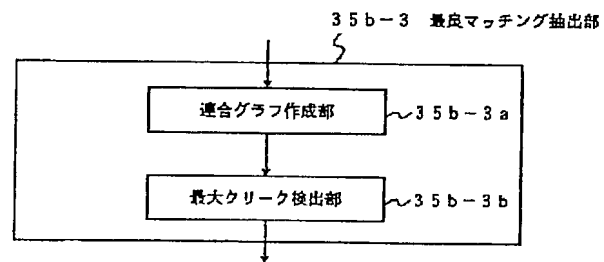 ３５ｂ−３ 最良マッチング抽出部
連合グラフ作成部
３５ｂ−３ａ
最大クリーク検出部
３５ｂ−３ｂ